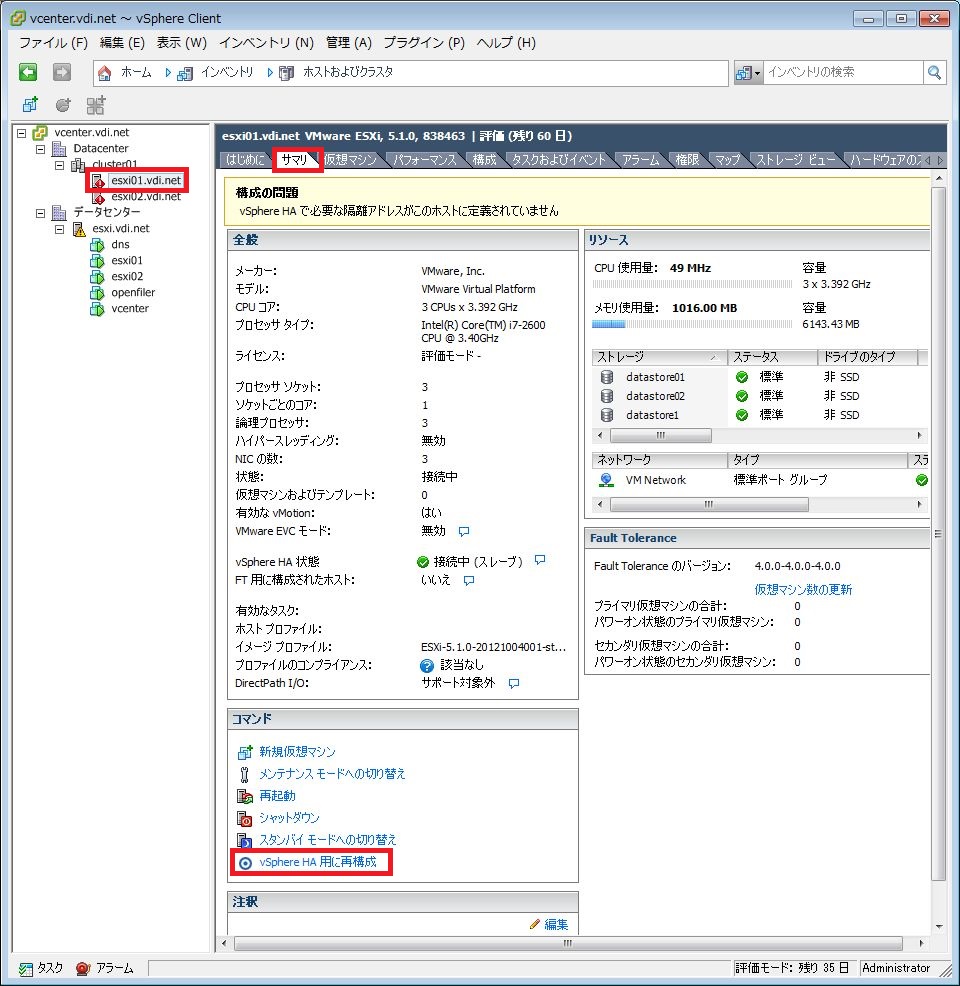 vcenter.vdi.net ～ vSphere Client
ファイル (F) 編集 (E) 表示 (W) インベントリ (N) 管理 (A) プラグイン (P) ヘルプ (H)
ホーム インベントリ ホストおよびクラスタ インベントリの検索
vcenter.vdi.net
Datacenter
cluster01
esxi01.vdi.net
esxi02.vdi.net
データセンター
esxi.vdi.net
dns
esxi01
esxi02
openfiler
vcenter
esxi01.vdi.net VMware ESXi, 5.1.0, 838463 | 評価 (残り 60 日)
はじめに サマリ 仮想マシン パフォーマンス 構成 タスクおよびイベント アラーム 権限 マップ ストレージ ビュー ハードウェアのス
構成の問題
vSphere HA で必要な隔離アドレスがこのホストに定義されていません
全般
メーカー: VMware, Inc.
モデル: VMware Virtual Platform
CPU コア: 3 CPUs x 3.392 GHz
プロセッサ タイプ: Intel(R) Core(TM) i7-2600
CPU @ 3.40GHz
ライセンス: 評価モード -
プロセッサ ソケット: 3
ソケットごとのコア: 1
論理プロセッサ: 3
ハイパースレッディング: 無効
NIC の数: 3
状態: 接続中
仮想マシンおよびテンプレート: 0
有効な vMotion: はい
VMware EVC モード: 無効
vSphere HA 状態 接続中 (スレーブ)
FT 用に構成されたホスト: いいえ
有効なタスク:
ホスト プロファイル:
イメージ プロファイル: ESXi-5.1.0-20121004001-st...
プロファイルのコンプライアンス: 該当なし
DirectPath I/O: サポート対象外
コマンド
新規仮想マシン
メンテナンス モードへの切り替え
再起動
シャットダウン
スタンバイ モードへの切り替え
vSphere HA 用に再構成
注釈
編集
リソース
CPU 使用量: 49 MHz 容量
3 x 3.392 GHz
メモリ使用量: 1016.00 MB 容量
6143.43 MB
ストレージ ステータス ドライブのタイプ
datastore01 標準 非 SSD
datastore02 標準 非 SSD
datastore1 標準 非 SSD
ネットワーク タイプ ステ
VM Network 標準ポート グループ
Fault Tolerance
Fault Tolerance のバージョン: 4.0.0-4.0.0-4.0.0
仮想マシン数の更新
プライマリ仮想マシンの合計: 0
パワーオン状態のプライマリ仮想マシン: 0
セカンダリ仮想マシンの合計: 0
パワーオン状態のセカンダリ仮想マシン: 0
タスク アラーム 評価モード: 残り 35 日 Administrator